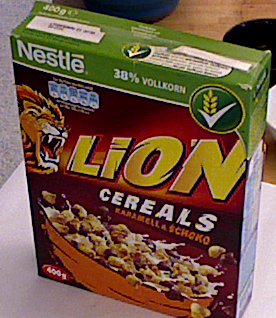 400g
Nestlé
38% VOLLKORN
LION
CEREALS
KARAMELL & SCHOKO
400g